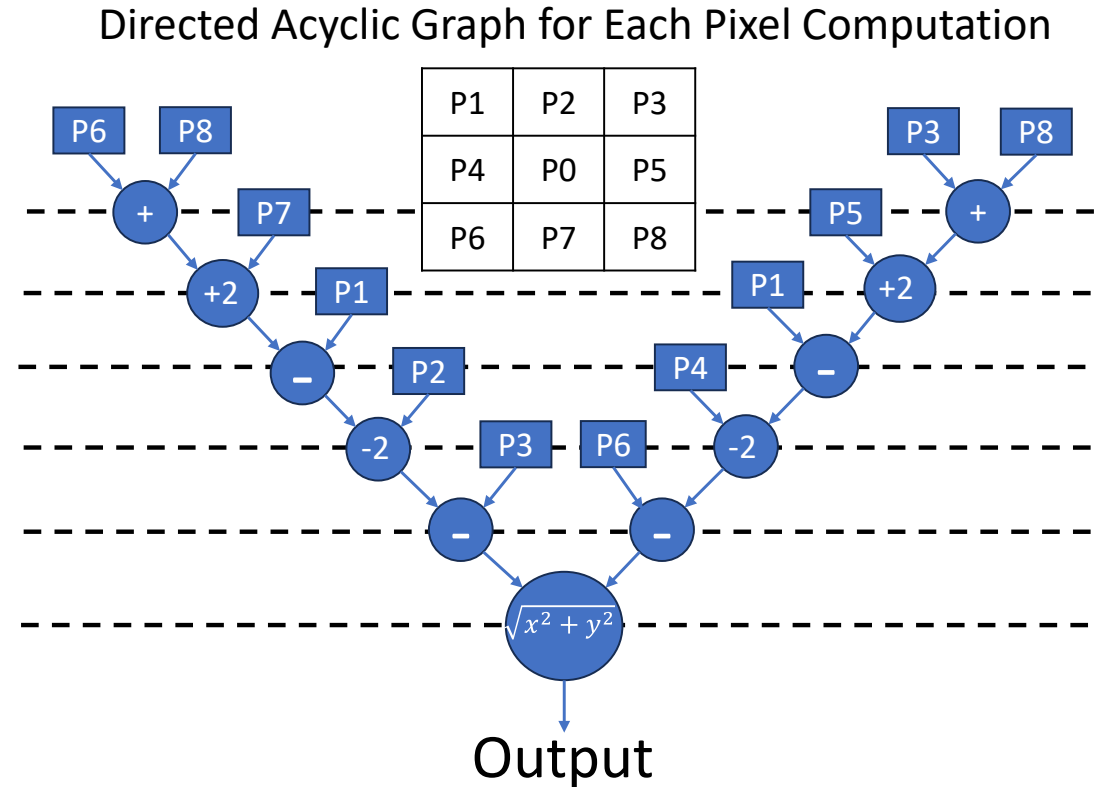 Directed Acyclic Graph for Each Pixel Computation
P1 P2 P3
P6 P8 P3 P8
P4 P0 P5
+ P7 P5 +
P6 P7 P8
+2 P1 P1 +2
- P2 P4 -
-2 P3 P6 -2
- -
√x² + y²
Output